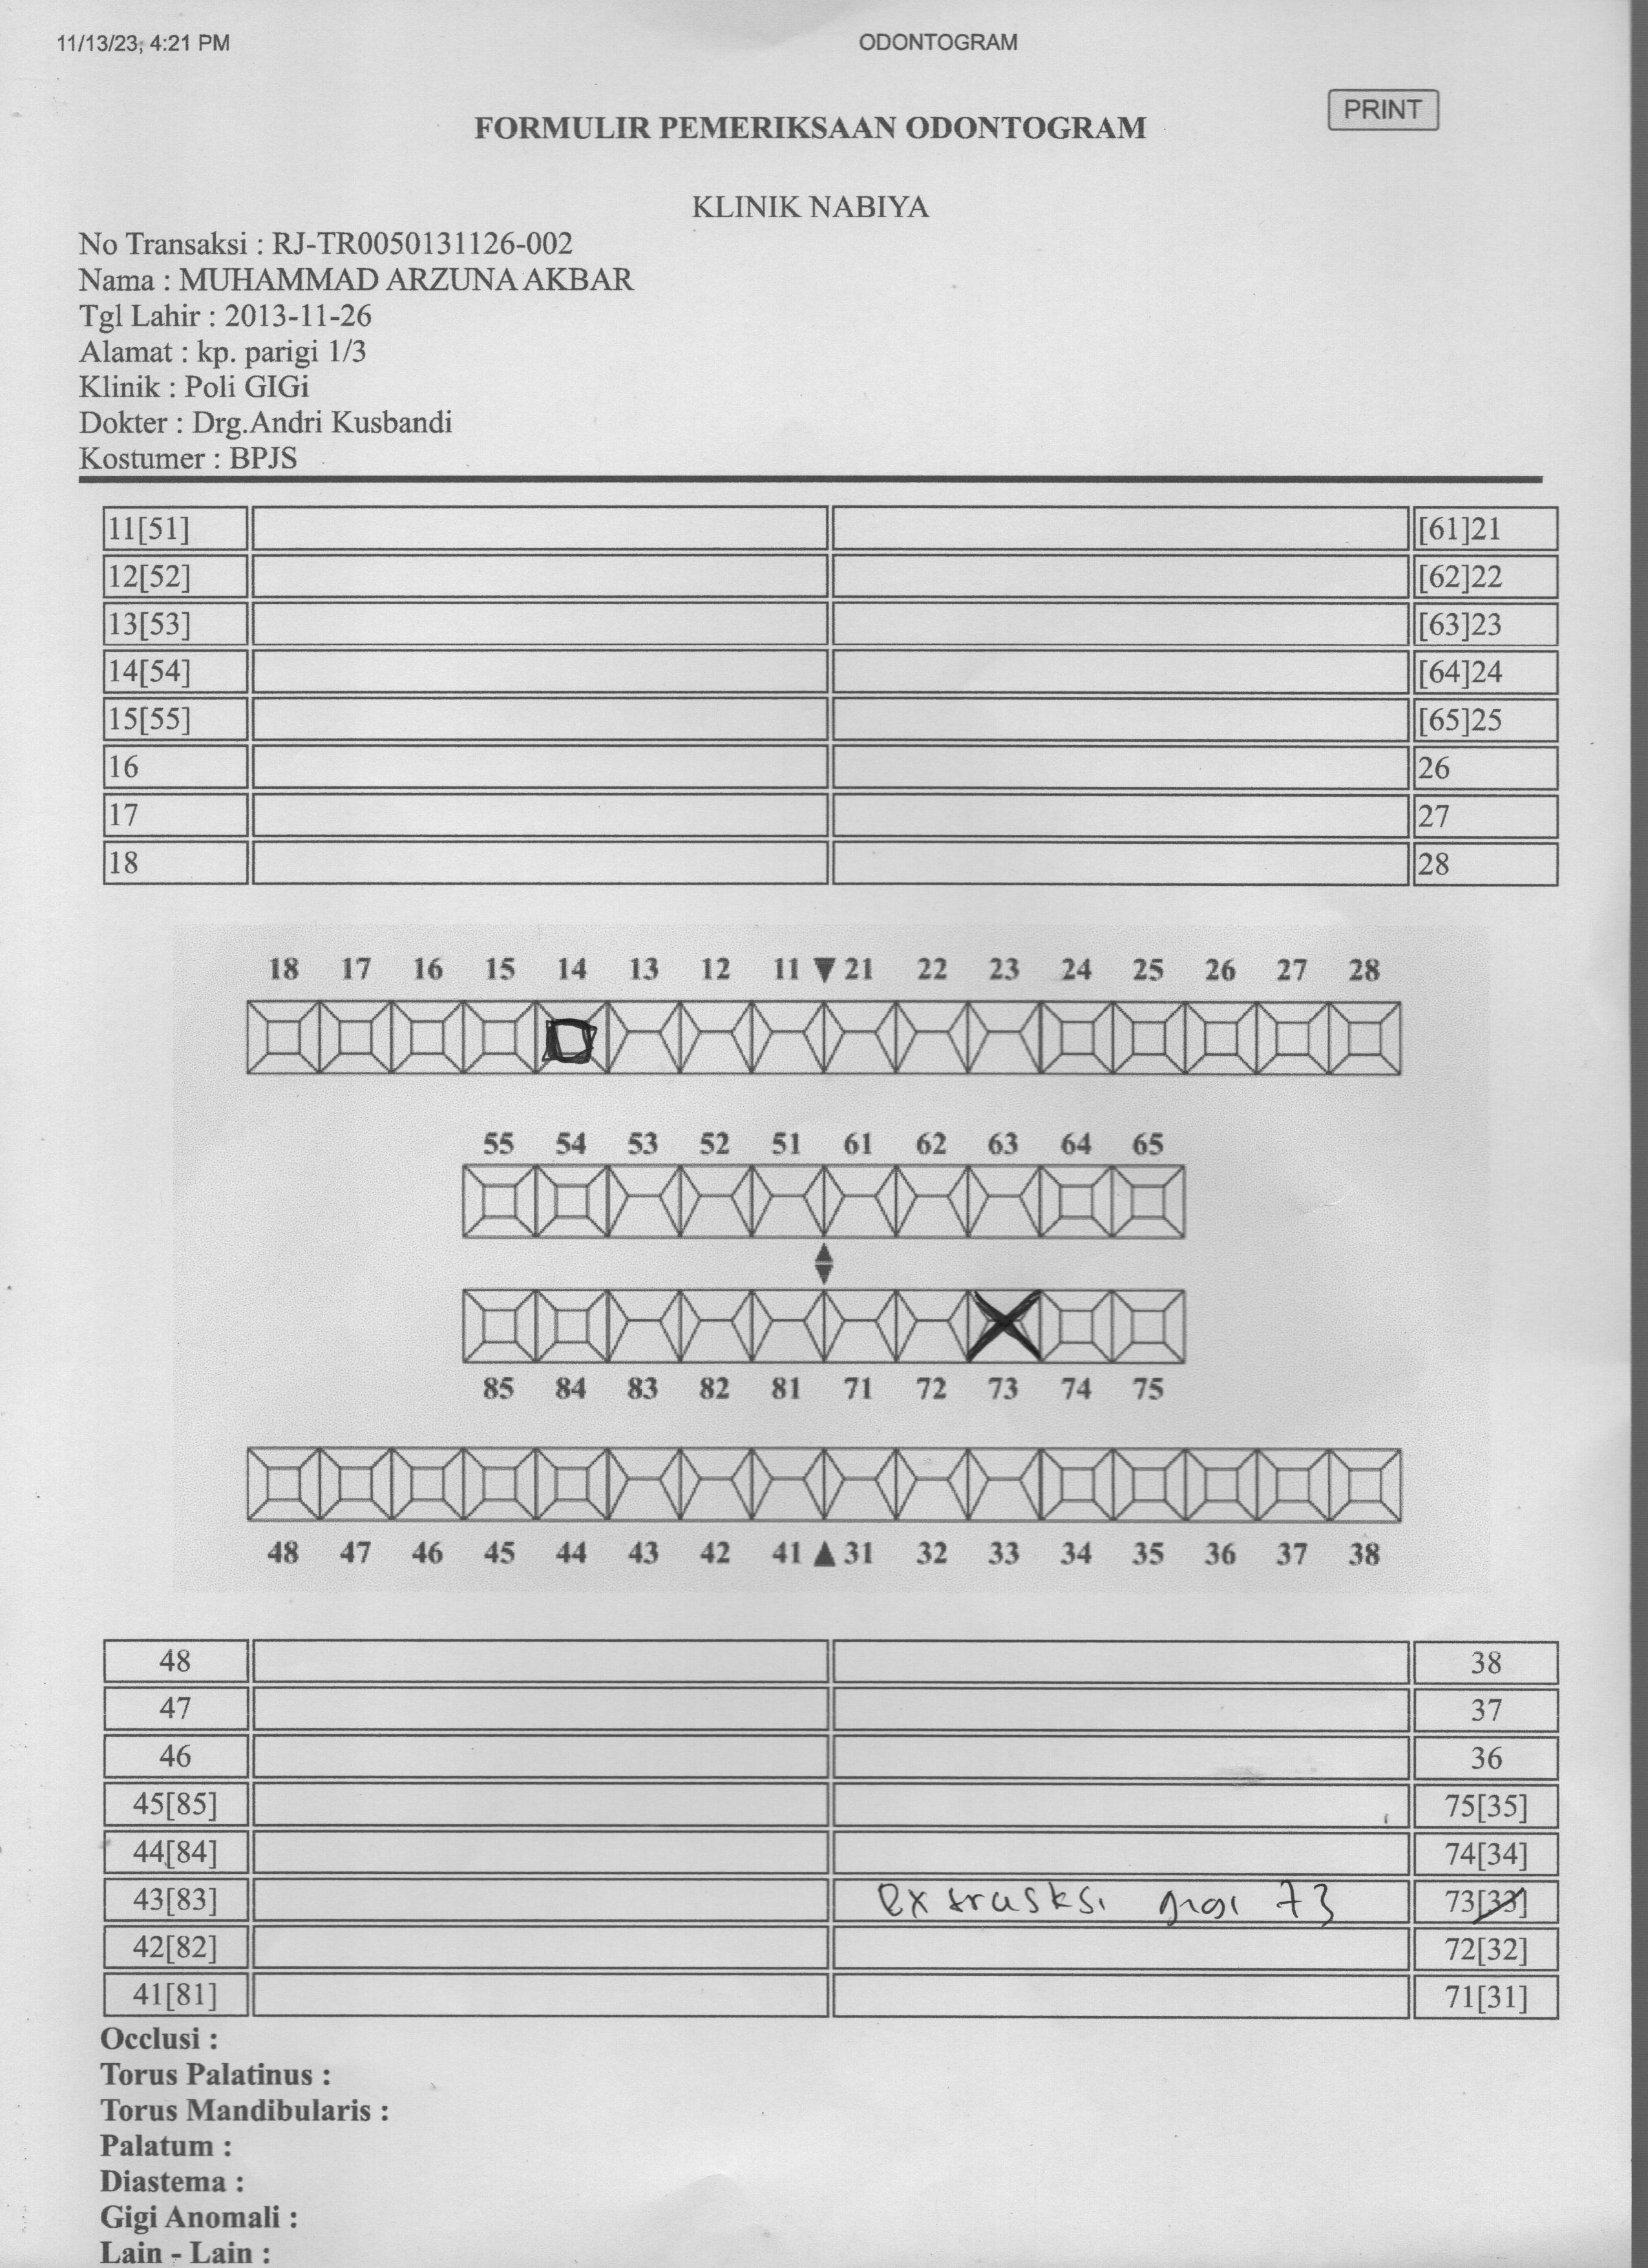 11/13/23, 4:21 PM ODONTOGRAM
PRINT
FORMULIR PEMERIKSAAN ODONTOGRAM
KLINIK NABIYA
No Transaksi : RJ-TR0050131126-002
Nama : MUHAMMAD ARZUNA AKBAR
Tgl Lahir : 2013-11-26
Alamat : kp. parigi 1/3
Klinik : Poli GIGi
Dokter : Drg.Andri Kusbandi
Kostumer : BPJS
11[51] [61]21
12[52] [62]22
13[53] [63]23
14[54] [64]24
15[55] [65]25
16 26
17 27
18 28
18 17 16 15 14 13 12 11 21 22 23 24 25 26 27 28
55 54 53 52 51 61 62 63 64 65
85 84 83 82 81 71 72 73 74 75
48 47 46 45 44 43 42 41 31 32 33 34 35 36 37 38
48 38
47 37
46 36
45[85] 75[35]
44[84] 74[34]
43[83] extrasksi gigi 73 73[33]
42[82] 72[32]
41[81] 71[31]
Occlusi :
Torus Palatinus :
Torus Mandibularis :
Palatum :
Diastema :
Gigi Anomali :
Lain - Lain :